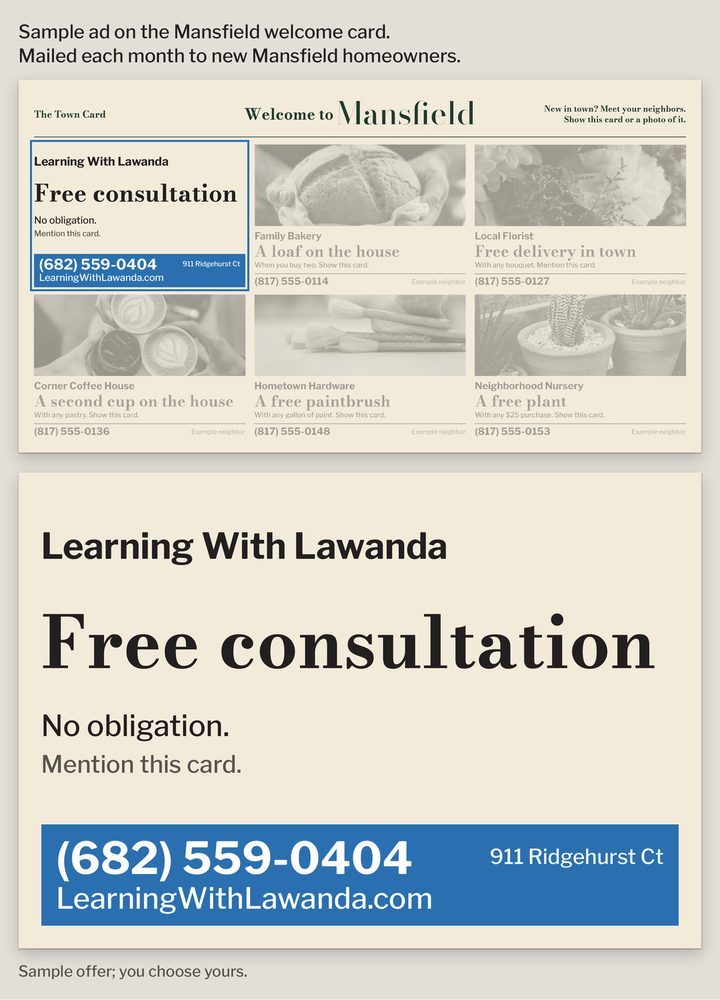 Sample ad on the Mansfield welcome card.
Mailed each month to new Mansfield homeowners.
The Town Card
Welcome to Mansfield
New in town? Meet your neighbors.
Show this card or a photo of it.
Learning With Lawanda
Free consultation
No obligation.
Mention this card.
(682) 559-0404
911 Ridgehurst Ct
LearningWithLawanda.com
Family Bakery
A loaf on the house
When you buy two. Show this card.
(817) 555-0114
Example neighbor
Local Florist
Free delivery in town
With any bouquet. Mention this card.
(817) 555-0127
Example neighbor
Corner Coffee House
A second cup on the house
With any pastry. Show this card.
(817) 555-0136
Example neighbor
Hometown Hardware
A free paintbrush
With any gallon of paint. Show this card.
(817) 555-0148
Example neighbor
Neighborhood Nursery
A free plant
With any $25 purchase. Show this card.
(817) 555-0153
Example neighbor
Learning With Lawanda
Free consultation
No obligation.
Mention this card.
(682) 559-0404
911 Ridgehurst Ct
LearningWithLawanda.com
Sample offer; you choose yours.